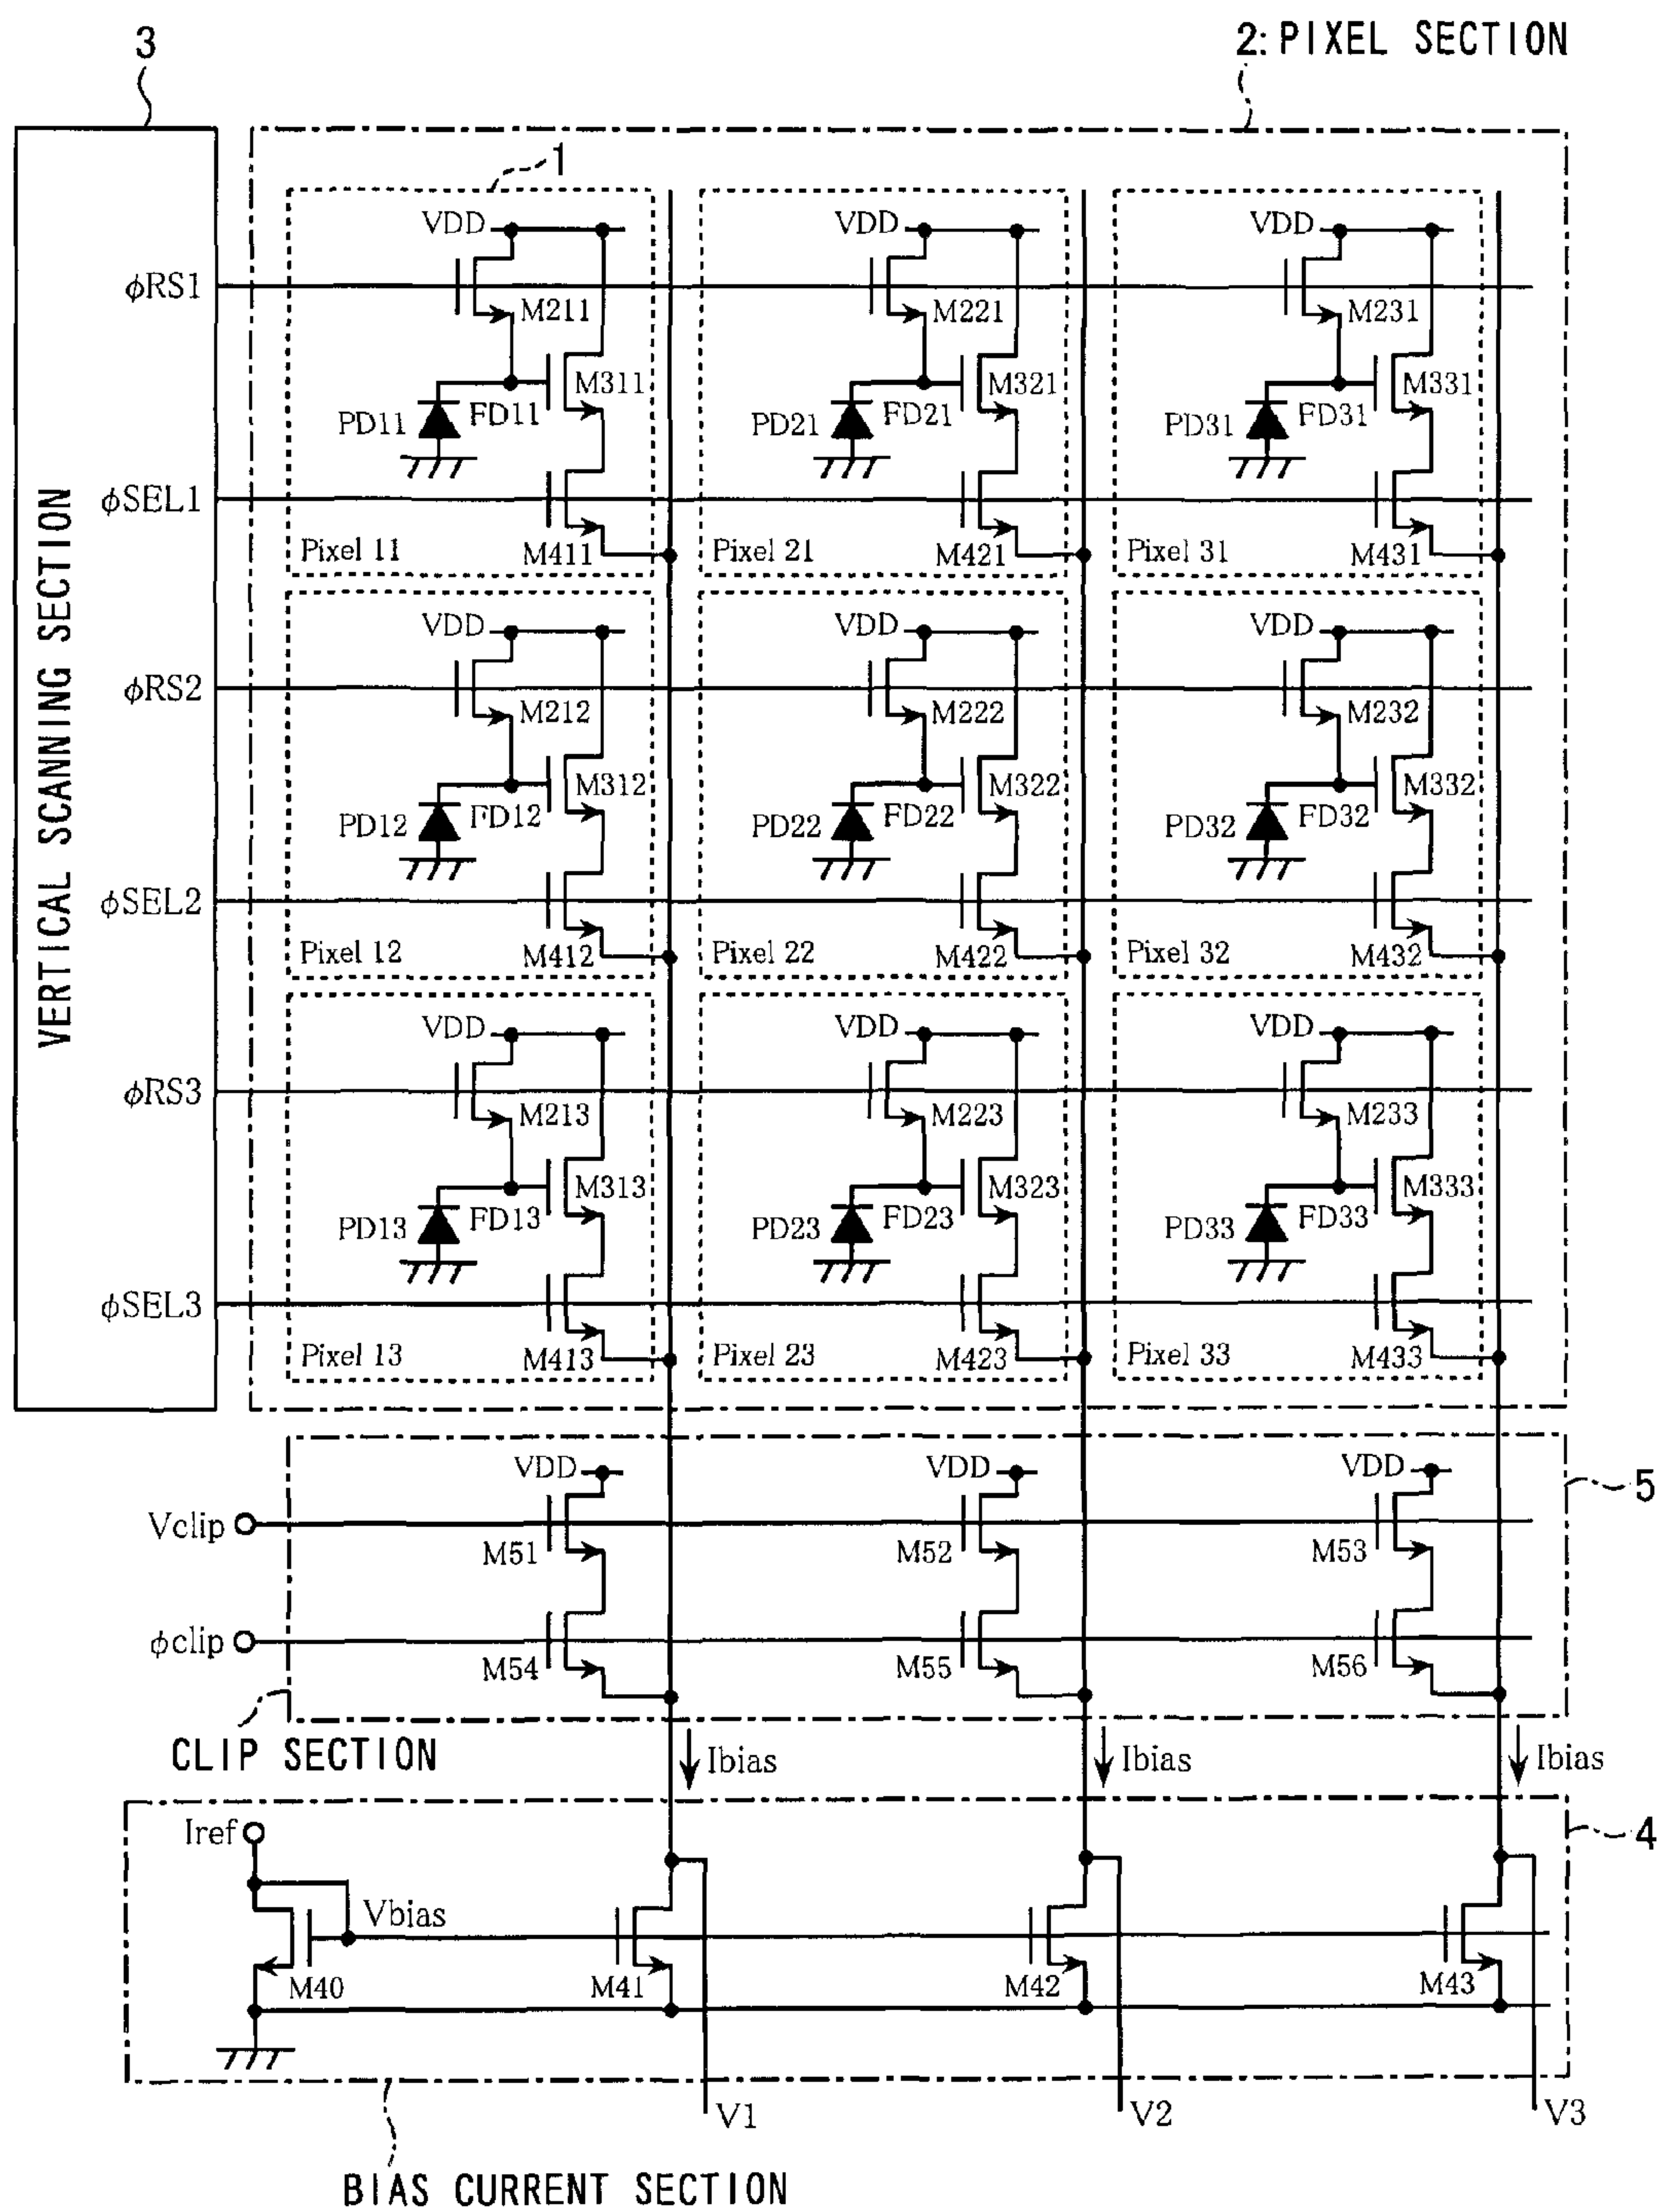 3
2: PIXEL SECTION
VERTICAL SCANNING SECTION
1
VDD VDD VDD
φRS1
M211 M221 M231
M311 M321 M331
PD11 FD11 PD21 FD21 PD31 FD31
φSEL1
Pixel 11 M411 Pixel 21 M421 Pixel 31 M431
VDD VDD VDD
φRS2
M212 M222 M232
M312 M322 M332
PD12 FD12 PD22 FD22 PD32 FD32
φSEL2
Pixel 12 M412 Pixel 22 M422 Pixel 32 M432
VDD VDD VDD
φRS3
M213 M223 M233
M313 M323 M333
PD13 FD13 PD23 FD23 PD33 FD33
φSEL3
Pixel 13 M413 Pixel 23 M423 Pixel 33 M433
VDD VDD VDD
5
Vclip
M51 M52 M53
φclip
M54 M55 M56
CLIP SECTION
Ibias Ibias Ibias
Iref
4
Vbias
M40 M41 M42 M43
V1 V2 V3
BIAS CURRENT SECTION